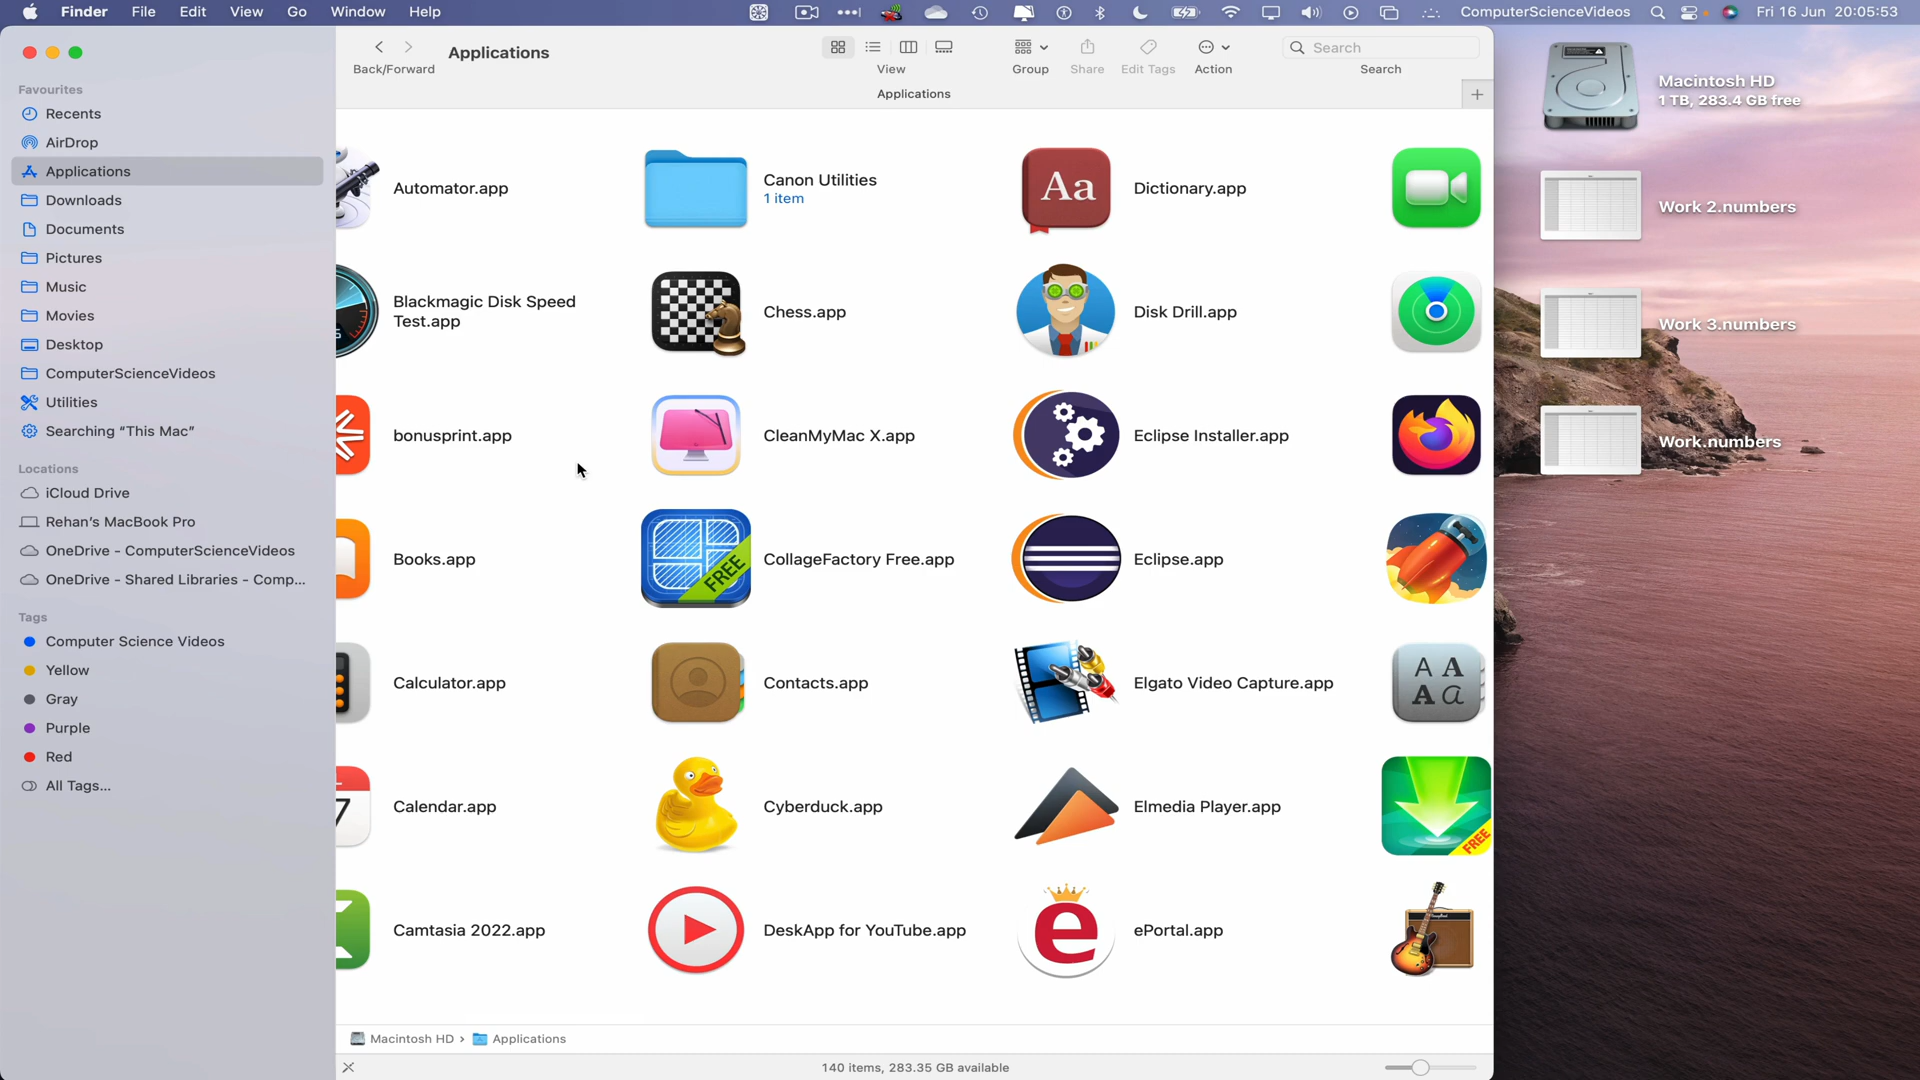 Finder File Edit View Go Window Help ComputerScienceVideos Fri 16 Jun 20:05:53
Favourites
Recents
AirDrop
Applications
Downloads
Documents
Pictures
Music
Movies
Desktop
ComputerScienceVideos
Utilities
Searching “This Mac”
Locations
iCloud Drive
Rehan’s MacBook Pro
OneDrive - ComputerScienceVideos
OneDrive - Shared Libraries - Comp...
Tags
Computer Science Videos
Yellow
Gray
Purple
Red
All Tags...
Applications
Search
Back/Forward View Group Share Edit Tags Action Search
Applications
Automator.app
Canon Utilities
1 item
Aa
Dictionary.app
Blackmagic Disk Speed
Test.app
Chess.app
Disk Drill.app
bonusprint.app
CleanMyMac X.app
Eclipse Installer.app
Books.app
FREE
CollageFactory Free.app
Eclipse.app
Calculator.app
Contacts.app
Elgato Video Capture.app
A A
A a
Calendar.app
Cyberduck.app
Elmedia Player.app
FREE
Camtasia 2022.app
DeskApp for YouTube.app
e
ePortal.app
Macintosh HD › Applications
140 items, 283.35 GB available
Macintosh HD
1 TB, 283.4 GB free
Work 2.numbers
Work 3.numbers
Work.numbers